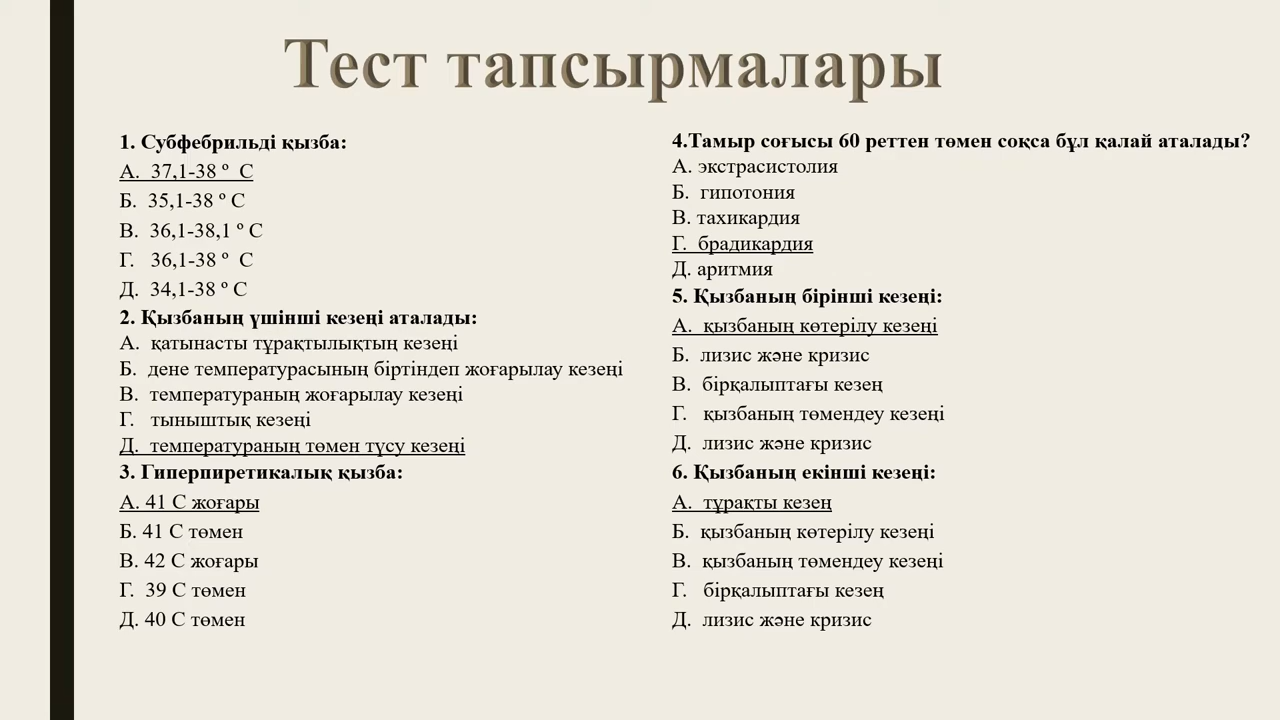 Тест тапсырмалары
1. Субфебрильді қызба:
А. 37,1-38 º С
Б. 35,1-38 º С
В. 36,1-38,1 º С
Г. 36,1-38 º С
Д. 34,1-38 º С
2. Қызбаның үшінші кезеңі аталады:
А. қатынасты тұрақтылықтың кезеңі
Б. дене температурасының біртіндеп жоғарылау кезеңі
В. температураның жоғарылау кезеңі
Г. тыныштық кезеңі
Д. температураның төмен түсу кезеңі
3. Гиперпиретикалық қызба:
А. 41 С жоғары
Б. 41 С төмен
В. 42 С жоғары
Г. 39 С төмен
Д. 40 С төмен
4.Тамыр соғысы 60 реттен төмен соқса бұл қалай аталады?
А. экстрасистолия
Б. гипотония
В. тахикардия
Г. брадикардия
Д. аритмия
5. Қызбаның бірінші кезеңі:
А. қызбаның көтерілу кезеңі
Б. лизис және кризис
В. бірқалыптағы кезең
Г. қызбаның төмендеу кезеңі
Д. лизис және кризис
6. Қызбаның екінші кезеңі:
А. тұрақты кезең
Б. қызбаның көтерілу кезеңі
В. қызбаның төмендеу кезеңі
Г. бірқалыптағы кезең
Д. лизис және кризис